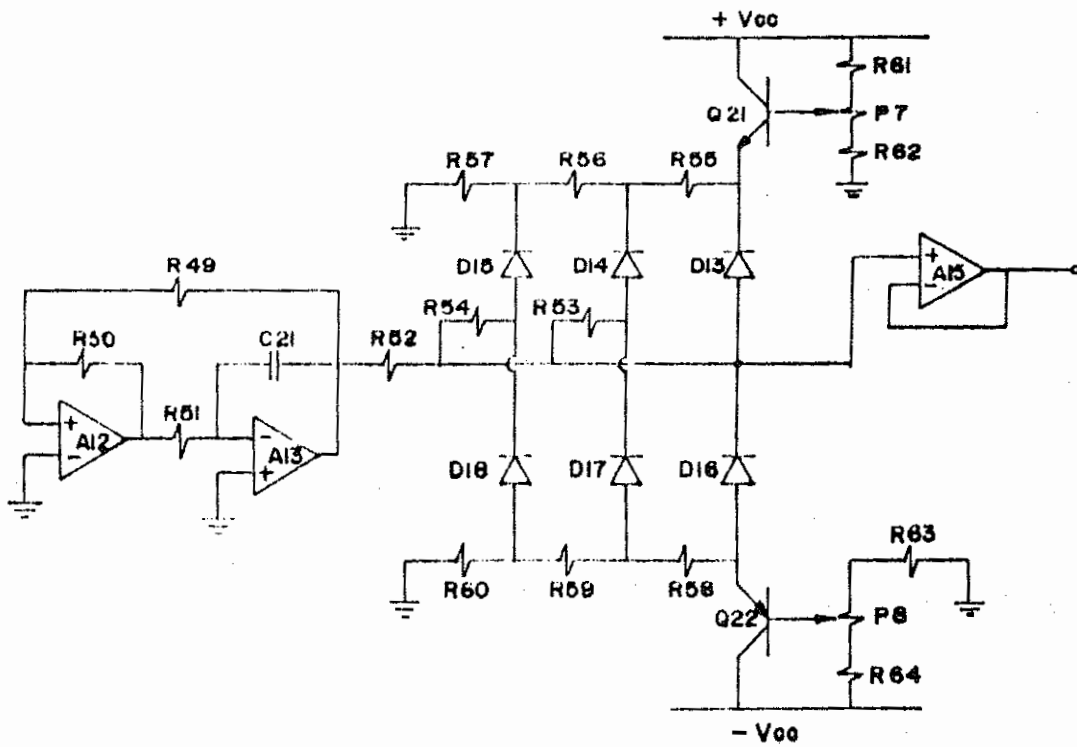 + Vcc
R61
Q21
P7
R62
R57
R56
R55
D15
D14
D13
+
A15
-
R49
R54
R53
R50
C21
R52
R51
+
A12
-
-
A13
+
D18
D17
D16
R63
R60
R59
R58
Q22
P8
R64
- Vcc